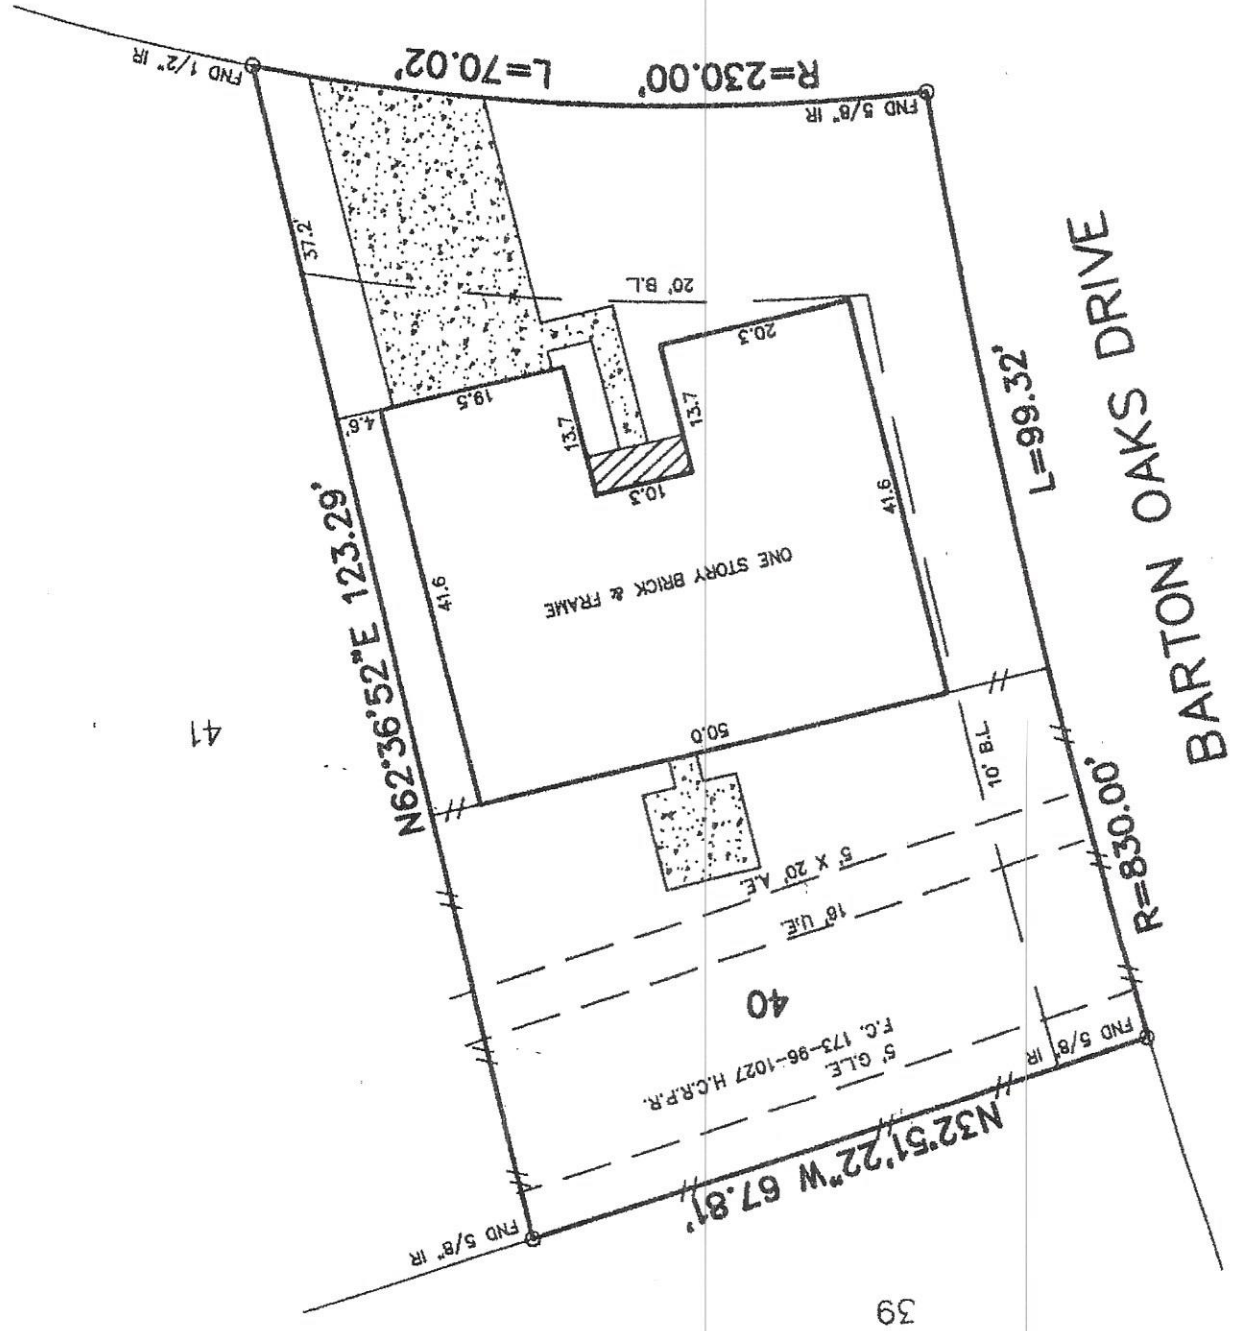 FND 1/2" IR
L=70.02'
R=230.00'
FND 5/8" IR
37.2'
20' B.L.
20.3
4.6'
19.5
13.7
13.7
10.3
41.6
41.6
ONE STORY BRICK & FRAME
N62°36'52"E 123.29'
L=99.32'
BARTON OAKS DRIVE
R=830.00'
41
50.0
10' B.L.
5' X 20' A.E.
16' U.E.
40
F.C. 173-96-1027 H.C.R.P.R.
5' G.L.E.
FND 5/8" IR
N32°51'22"W 67.81'
FND 5/8" IR
39